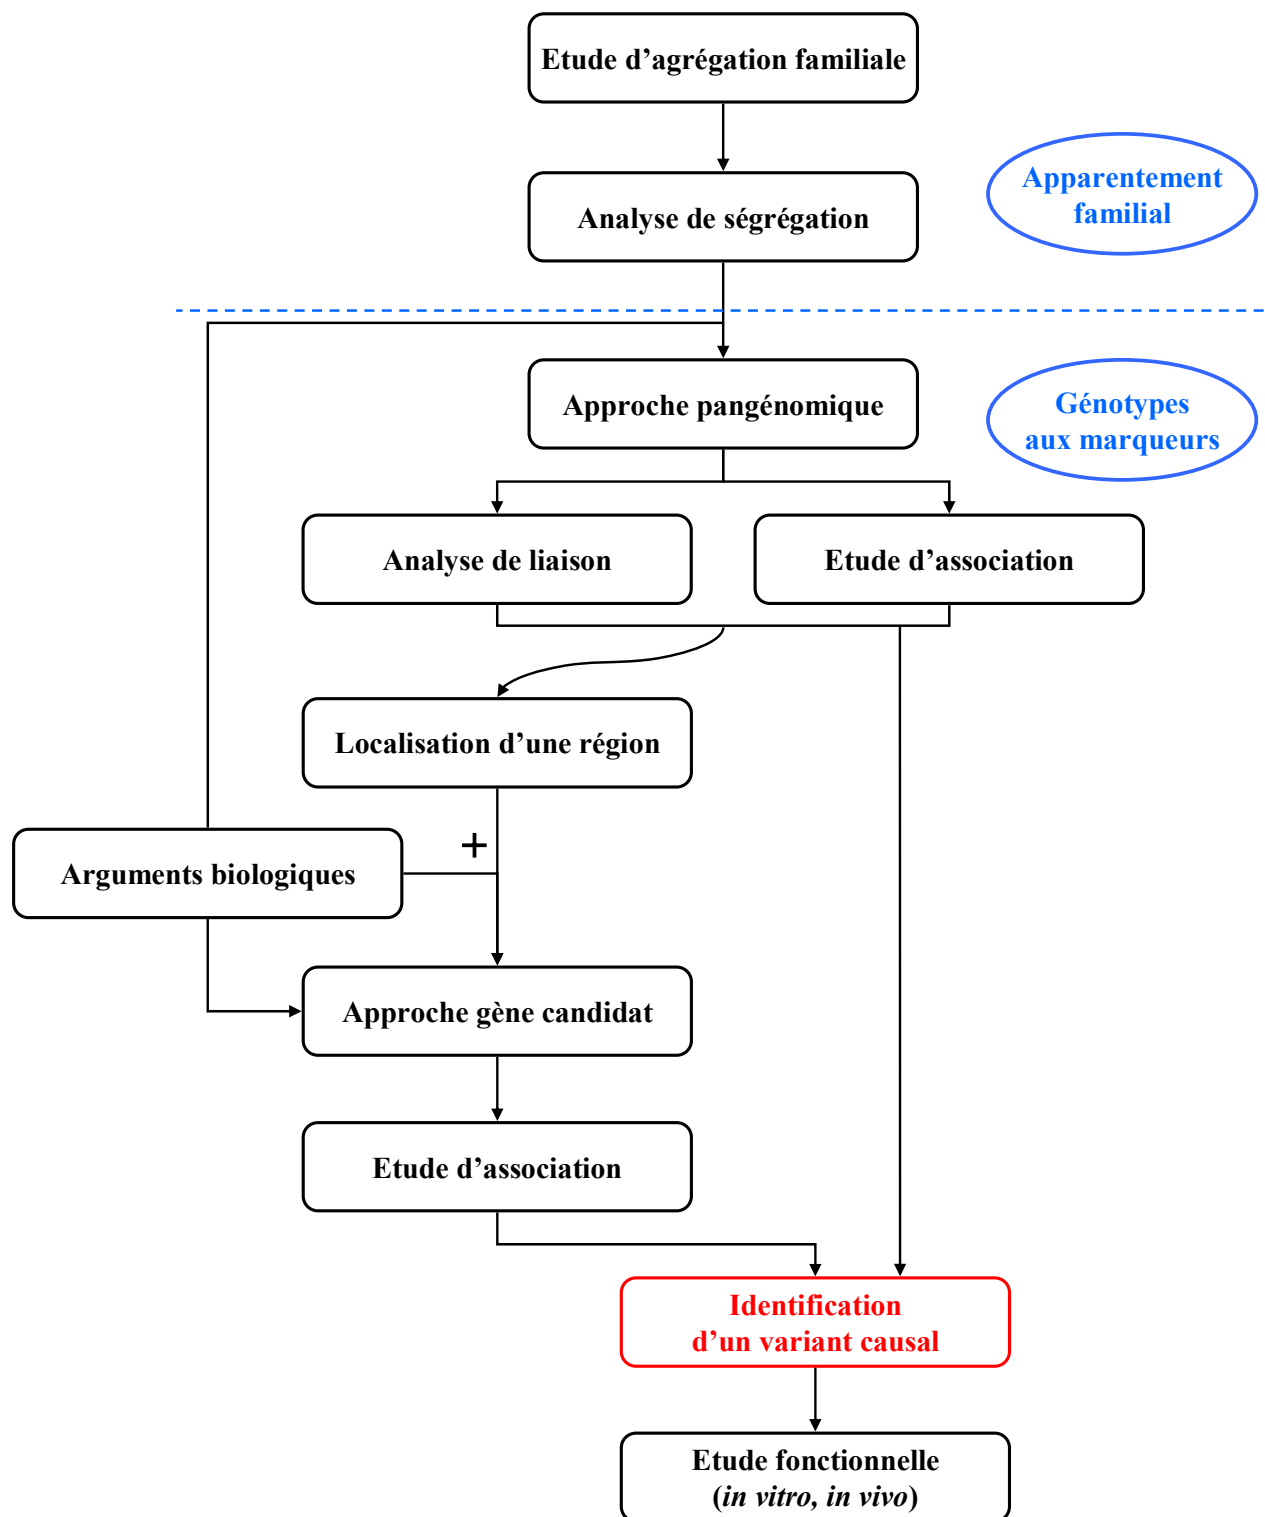 Etude d’agrégation familiale
Apparentement
familial
Analyse de ségrégation
Approche pangénomique
Génotypes
aux marqueurs
Analyse de liaison
Etude d’association
Localisation d’une région
+
Arguments biologiques
Approche gène candidat
Etude d’association
Identification
d’un variant causal
Etude fonctionnelle
(in vitro, in vivo)